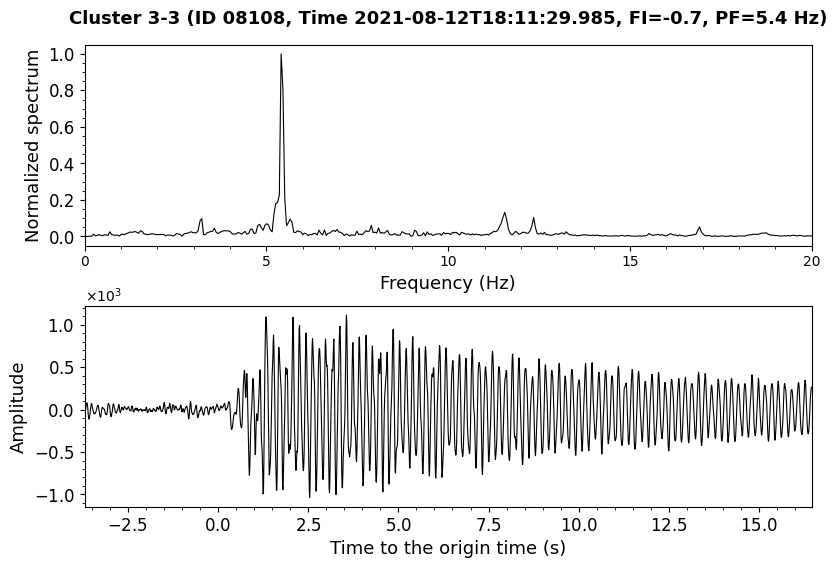 Cluster 3-3 (ID 08108, Time 2021-08-12T18:11:29.985, FI=-0.7, PF=5.4 Hz)
Normalized spectrum
1.0
0.8
0.6
0.4
0.2
0.0
0 5 10 15 20
Frequency (Hz)
×10³
Amplitude
1.0
0.5
0.0
−0.5
−1.0
−2.5 0.0 2.5 5.0 7.5 10.0 12.5 15.0
Time to the origin time (s)